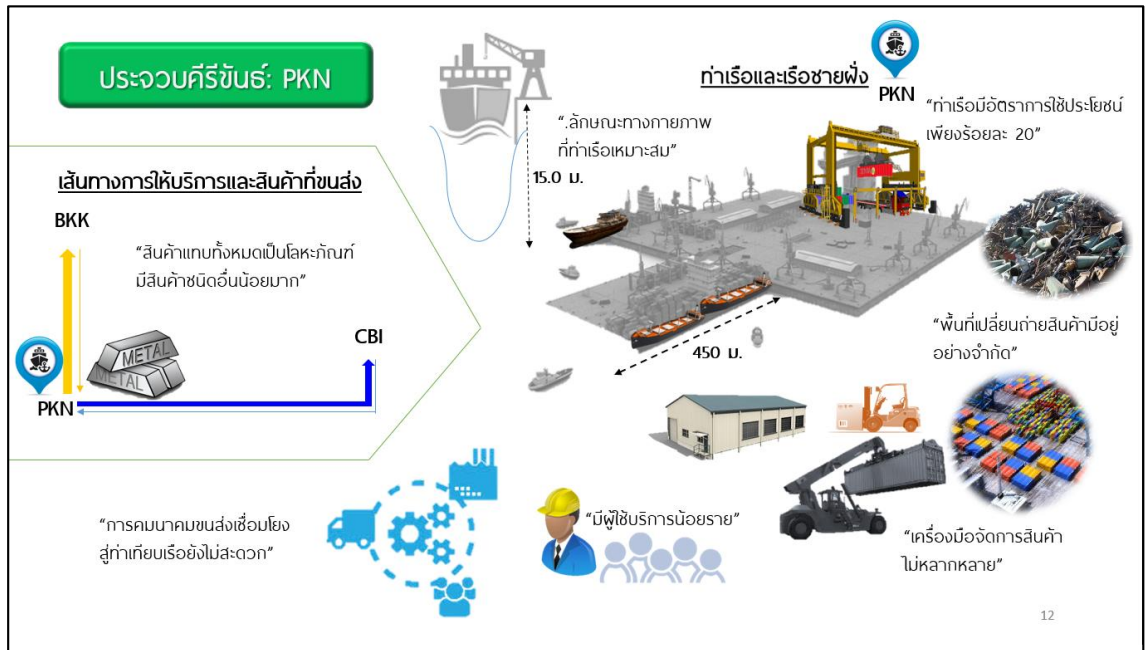 ประจวบคีรีขันธ์: PKN
เส้นทางการให้บริการและสินค้าที่ขนส่ง
BKK
“สินค้าแทบทั้งหมดเป็นโลหะภัณฑ์
มีสินค้าชนิดอื่นน้อยมาก”
METAL
METAL
METAL
CBI
PKN
“.ลักษณะทางกายภาพ
ที่ท่าเรือเหมาะสม”
15.0 ม.
ท่าเรือและเรือชายฝั่ง
PKN
“ท่าเรือมีอัตราการใช้ประโยชน์
เพียงร้อยละ 20”
450 ม.
“พื้นที่เปลี่ยนถ่ายสินค้ามีอยู่
อย่างจำกัด”
“การคมนาคมขนส่งเชื่อมโยง
สู่ท่าเทียบเรือยังไม่สะดวก”
“มีผู้ใช้บริการน้อยราย”
“เครื่องมือจัดการสินค้า
ไม่หลากหลาย”
12